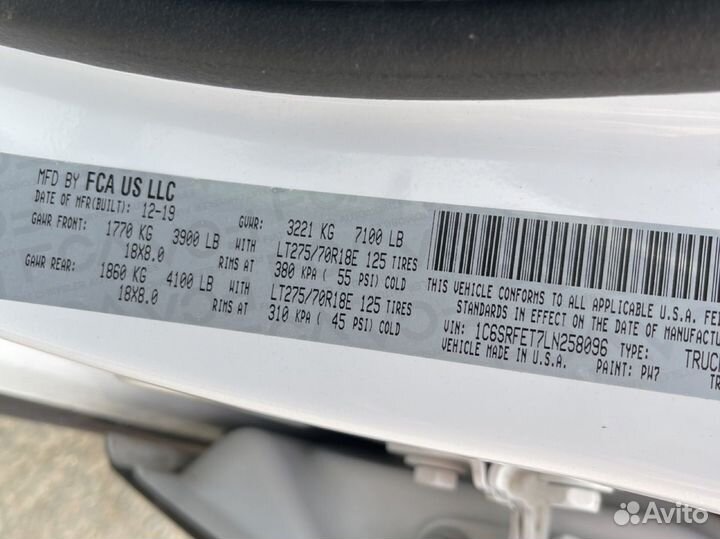 MFD BY FCA US LLC
DATE OF MFR(BUILT): 12-19 GVWR: 3221 KG 7100 LB
GAWR FRONT: 1770 KG 3900 LB WITH LT275/70R18E 125 TIRES
18X8.0 RIMS AT 380 KPA ( 55 PSI) COLD
GAWR REAR: 1860 KG 4100 LB WITH LT275/70R18E 125 TIRES
18X8.0 RIMS AT 310 KPA ( 45 PSI) COLD
THIS VEHICLE CONFORMS TO ALL APPLICABLE U.S.A. FED
STANDARDS IN EFFECT ON THE DATE OF MANUFACTUR
VIN: 1C6SRFET7LN258096 TYPE: TRUCK
VEHICLE MADE IN U.S.A. PAINT: PW7 TR
Avito